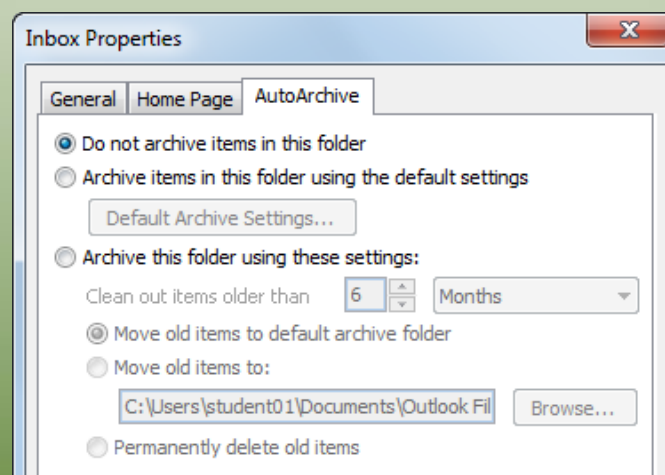 Inbox Properties
General Home Page AutoArchive
Do not archive items in this folder
Archive items in this folder using the default settings
Default Archive Settings...
Archive this folder using these settings:
Clean out items older than 6 Months
Move old items to default archive folder
Move old items to:
C:\Users\student01\Documents\Outlook Fil Browse...
Permanently delete old items